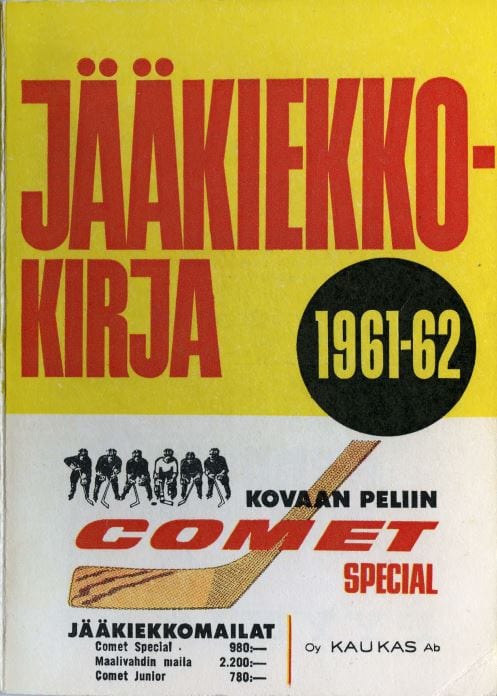 JÄÄKIEKKO-
KIRJA
1961-62
KOVAAN PELIIN
COMET
SPECIAL
JÄÄKIEKKOMAILAT
Comet Special . 980:—
Maalivahdin maila 2.200:—
Comet Junior 780:—
Oy KAUKAS Ab